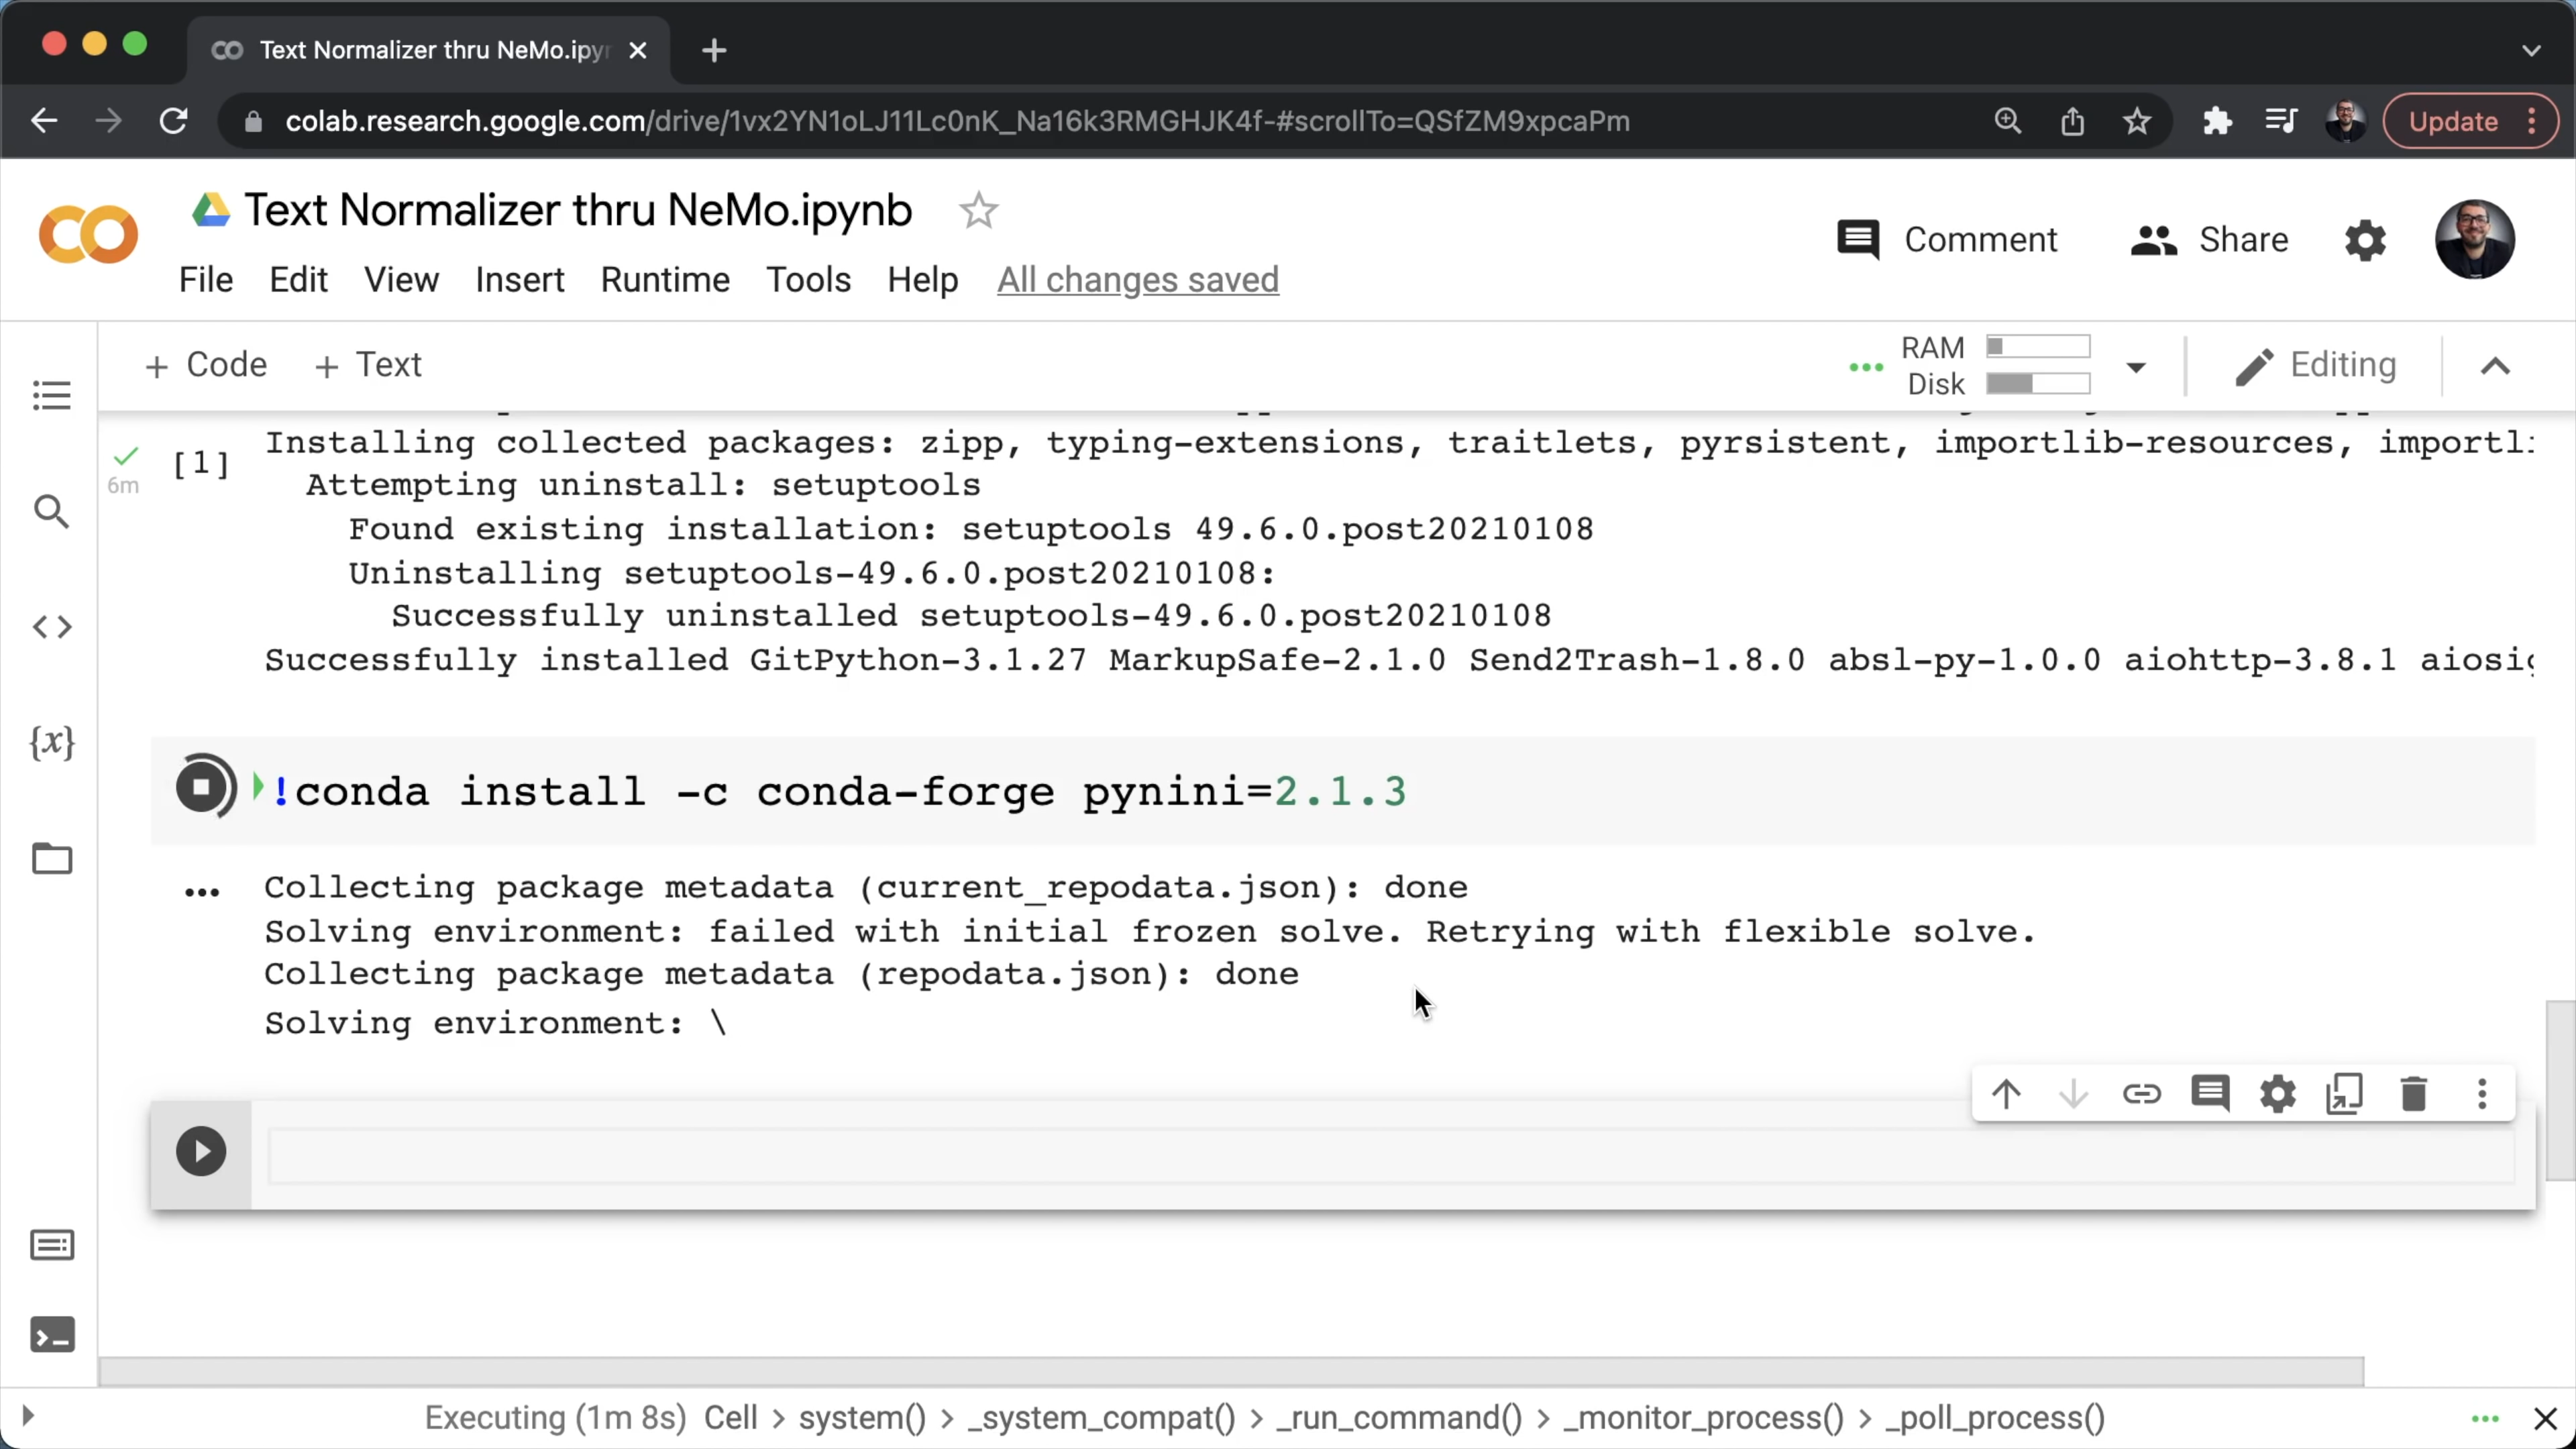 Text Normalizer thru NeMo.ipyn
colab.research.google.com/drive/1vx2YN1oLJ11Lc0nK_Na16k3RMGHJK4f-#scrollTo=QSfZM9xpcaPm
Update
Text Normalizer thru NeMo.ipynb
Comment
Share
File Edit View Insert Runtime Tools Help All changes saved
+ Code + Text
RAM
Disk
Editing
6m
[1]
Installing collected packages: zipp, typing-extensions, traitlets, pyrsistent, importlib-resources, importli
Attempting uninstall: setuptools
Found existing installation: setuptools 49.6.0.post20210108
Uninstalling setuptools-49.6.0.post20210108:
Successfully uninstalled setuptools-49.6.0.post20210108
Successfully installed GitPython-3.1.27 MarkupSafe-2.1.0 Send2Trash-1.8.0 absl-py-1.0.0 aiohttp-3.8.1 aiosig
{x}
!conda install -c conda-forge pynini=2.1.3
Collecting package metadata (current_repodata.json): done
Solving environment: failed with initial frozen solve. Retrying with flexible solve.
Collecting package metadata (repodata.json): done
Solving environment: \
Executing (1m 8s) Cell > system() > _system_compat() > _run_command() > _monitor_process() > _poll_process()